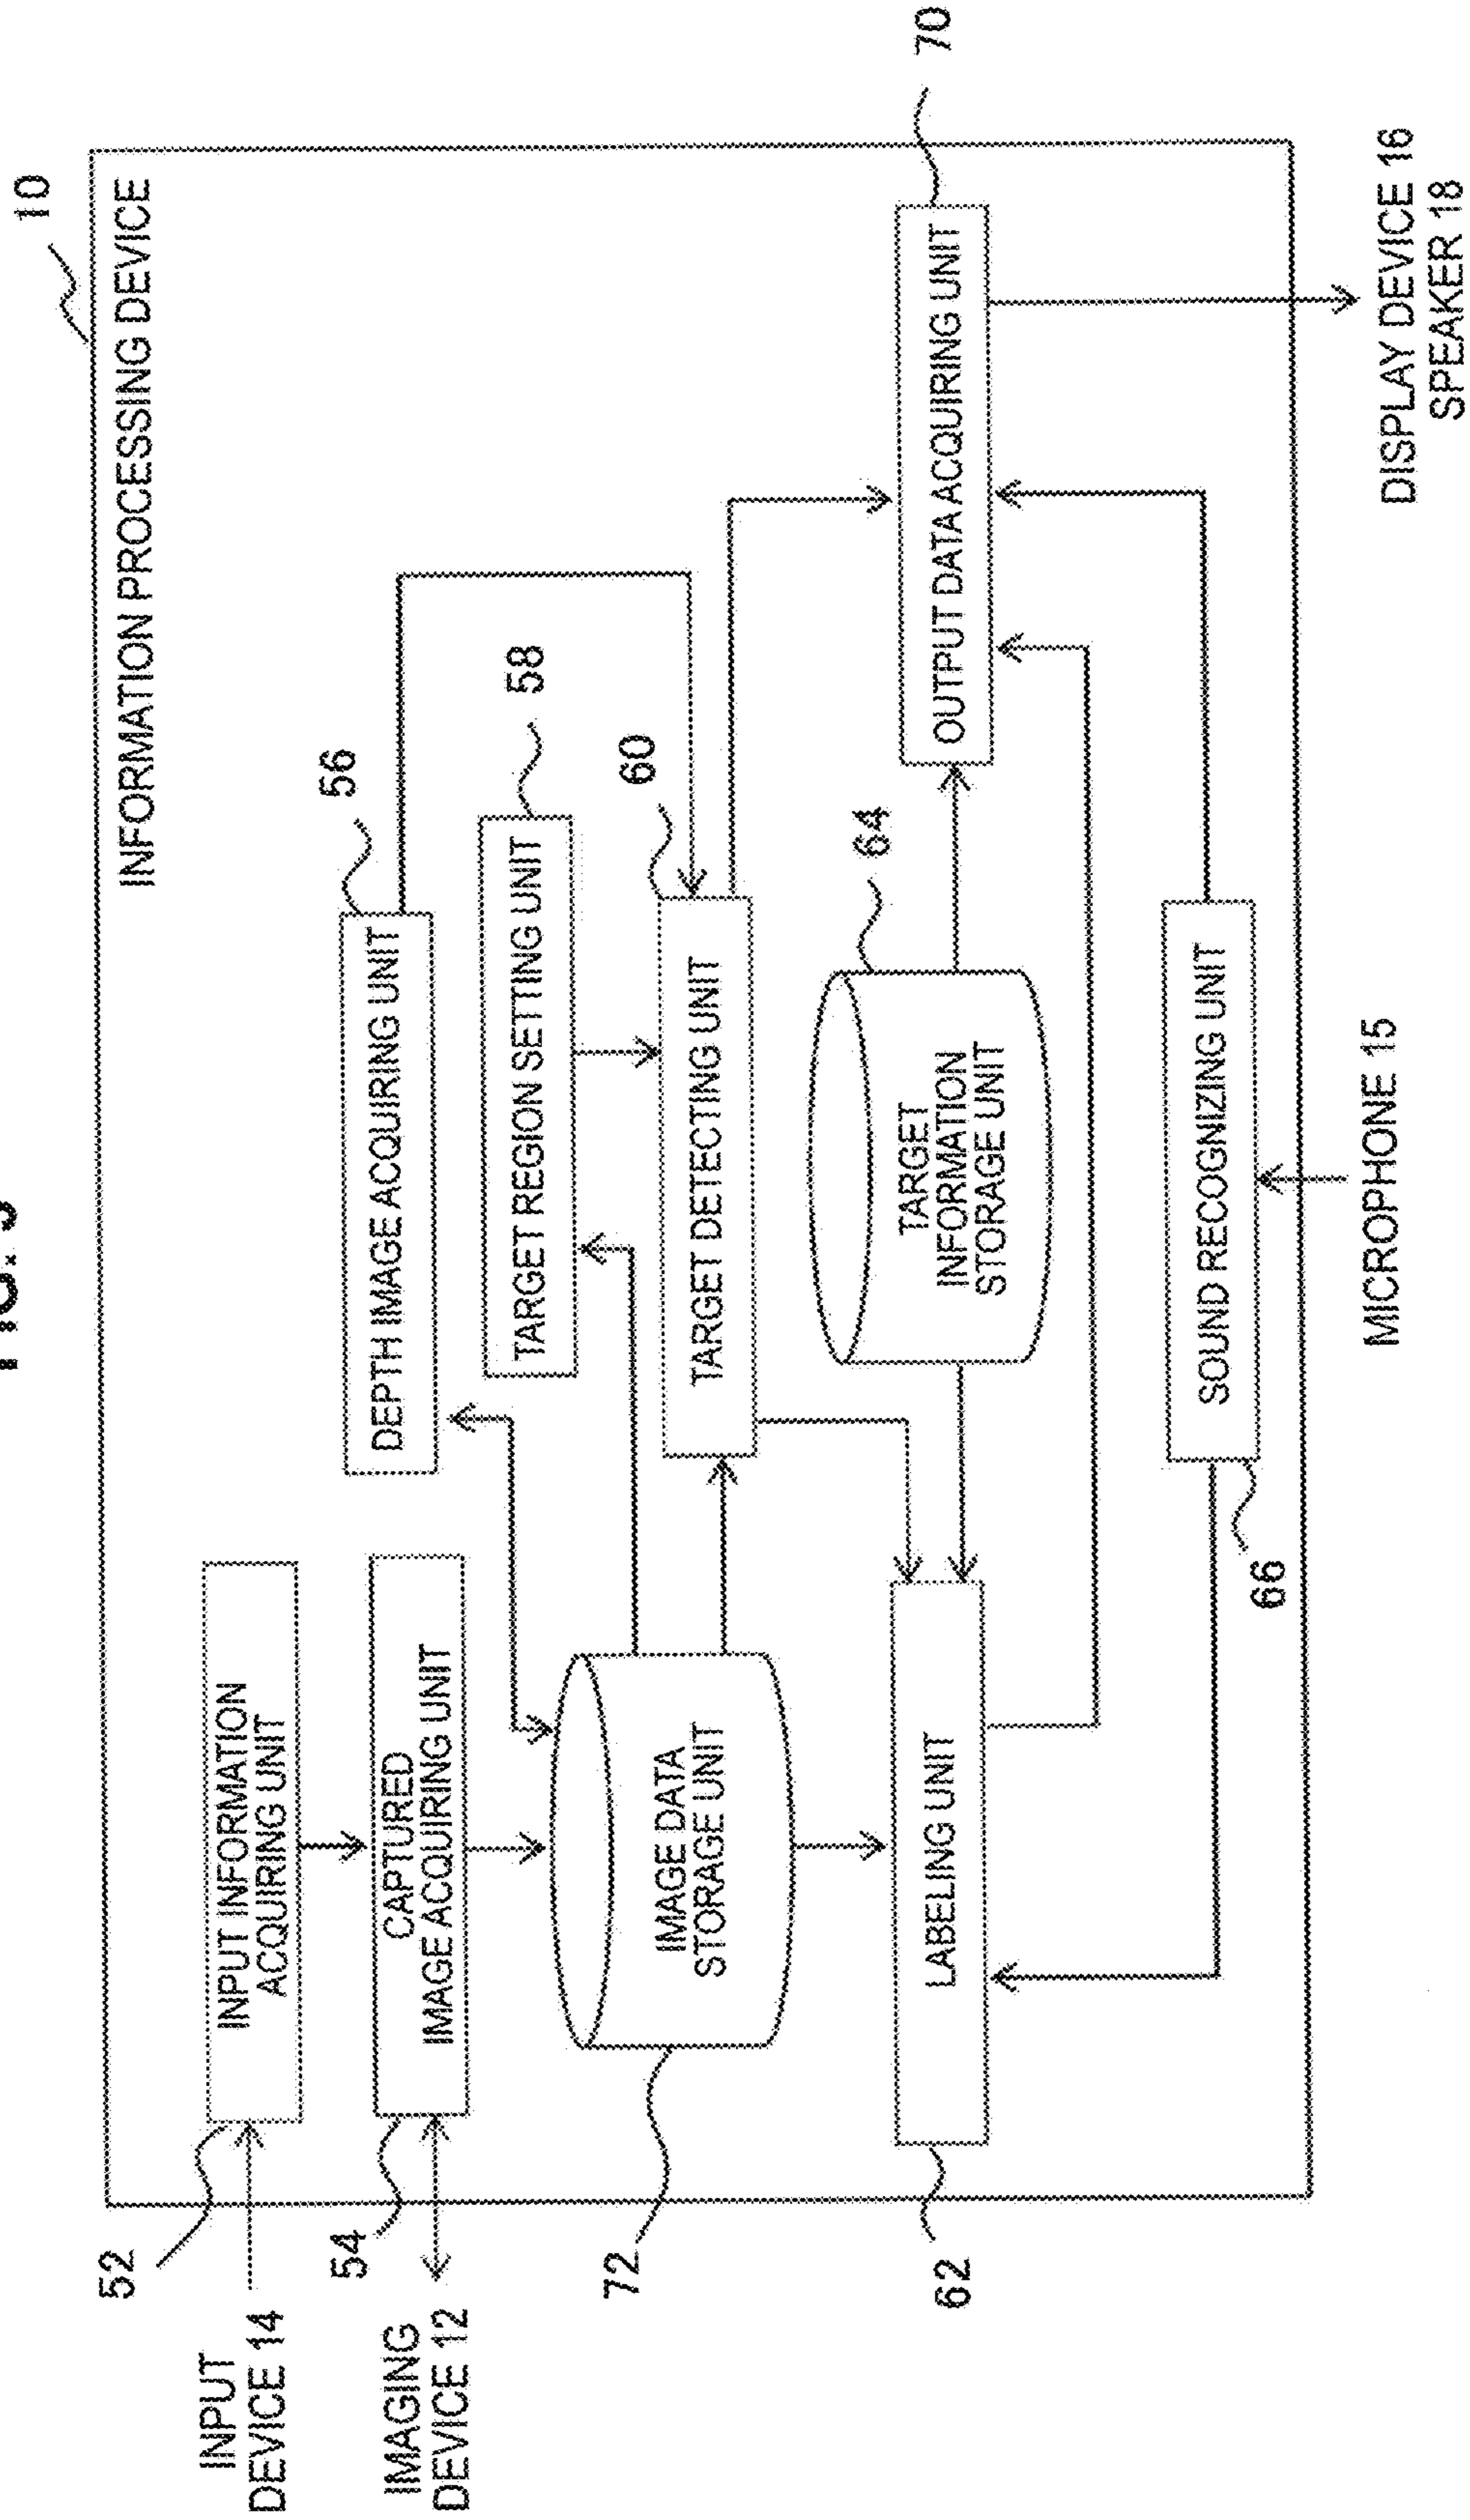 10
INFORMATION PROCESSING DEVICE
INPUT
DEVICE 14
52
INPUT INFORMATION
ACQUIRING UNIT
IMAGING
DEVICE 12
54
CAPTURED
IMAGE ACQUIRING UNIT
56
DEPTH IMAGE ACQUIRING UNIT
58
TARGET REGION SETTING UNIT
60
TARGET DETECTING UNIT
72
IMAGE DATA
STORAGE UNIT
64
TARGET
INFORMATION
STORAGE UNIT
62
LABELING UNIT
70
OUTPUT DATA ACQUIRING UNIT
66
SOUND RECOGNIZING UNIT
MICROPHONE 15
DISPLAY DEVICE 16
SPEAKER 18